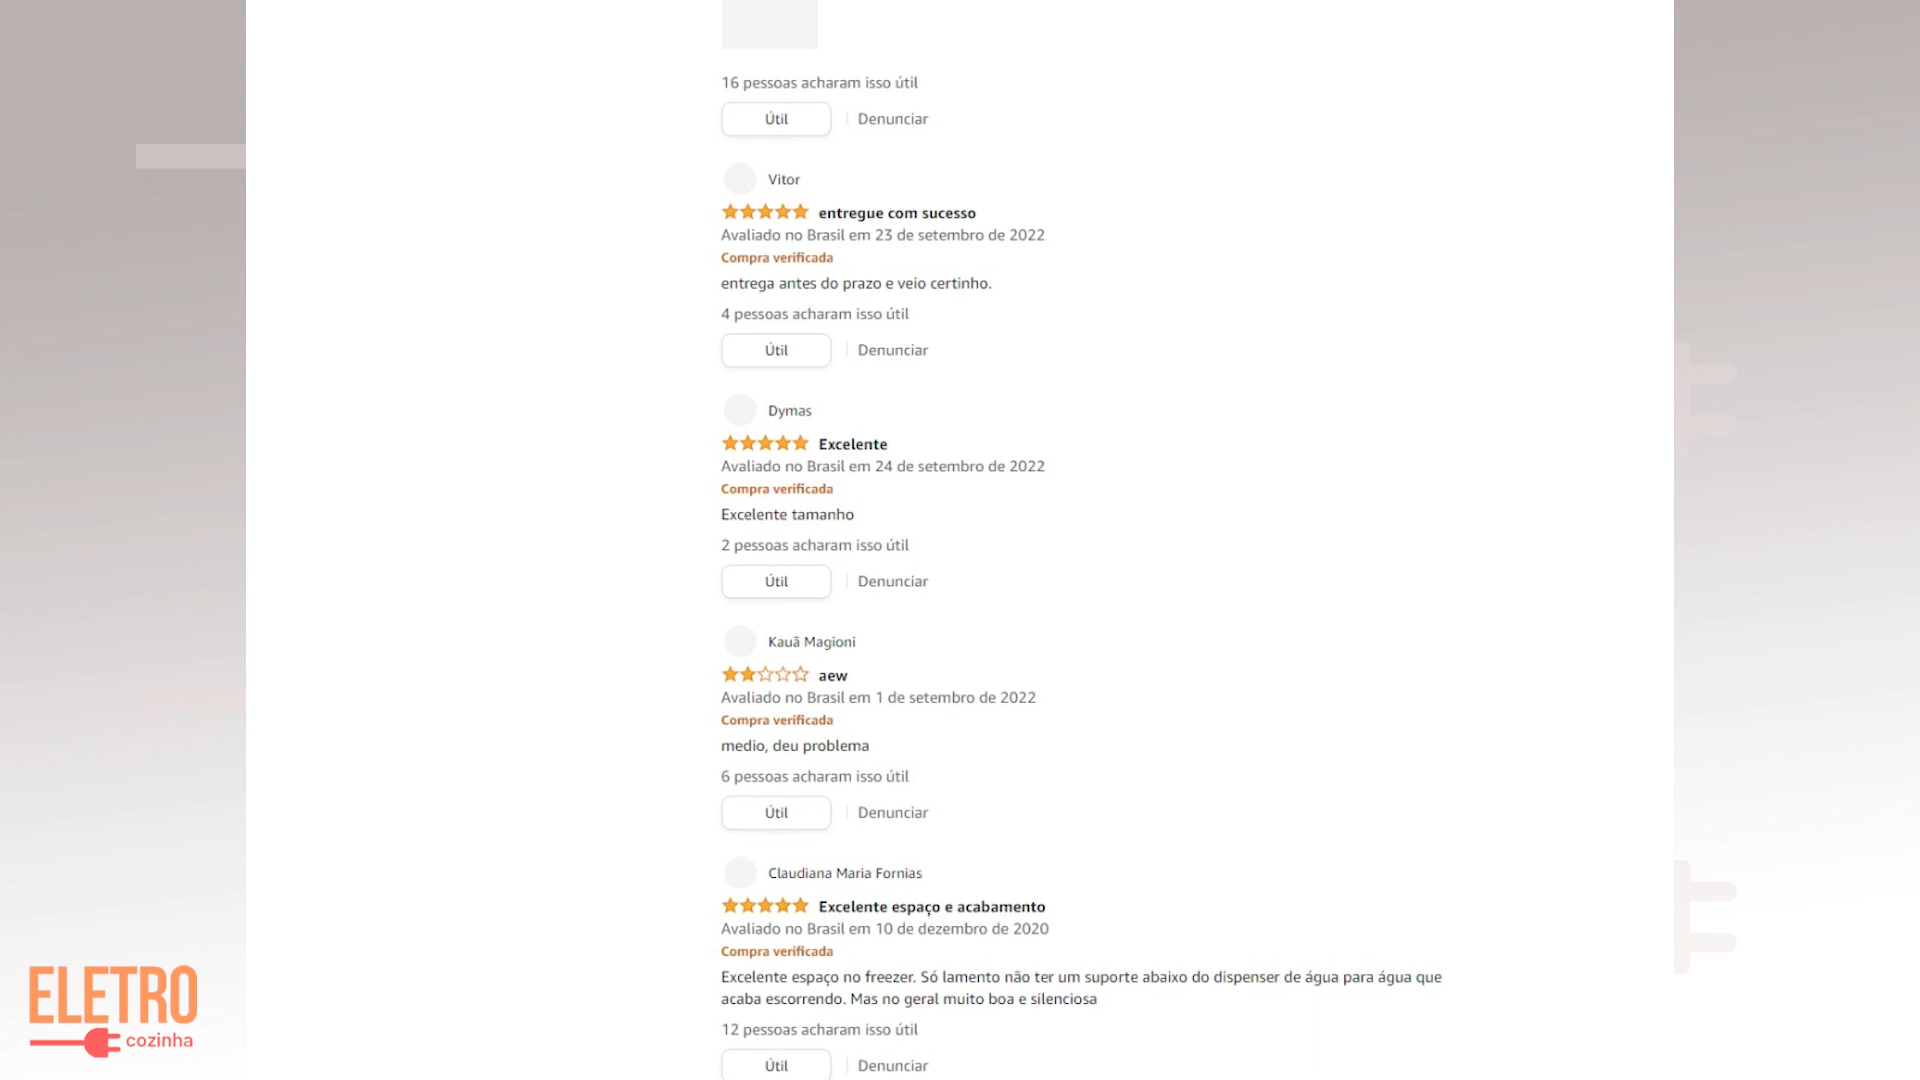 16 pessoas acharam isso útil
Útil
Denunciar
Vitor
entregue com sucesso
Avaliado no Brasil em 23 de setembro de 2022
Compra verificada
entrega antes do prazo e veio certinho.
4 pessoas acharam isso útil
Útil
Denunciar
Dymas
Excelente
Avaliado no Brasil em 24 de setembro de 2022
Compra verificada
Excelente tamanho
2 pessoas acharam isso útil
Útil
Denunciar
Kauã Magioni
aew
Avaliado no Brasil em 1 de setembro de 2022
Compra verificada
medio, deu problema
6 pessoas acharam isso útil
Útil
Denunciar
Claudiana Maria Fornias
Excelente espaço e acabamento
Avaliado no Brasil em 10 de dezembro de 2020
Compra verificada
Excelente espaço no freezer. Só lamento não ter um suporte abaixo do dispenser de água para água que
acaba escorrendo. Mas no geral muito boa e silenciosa
12 pessoas acharam isso útil
Útil
Denunciar
ELETRO
cozinha